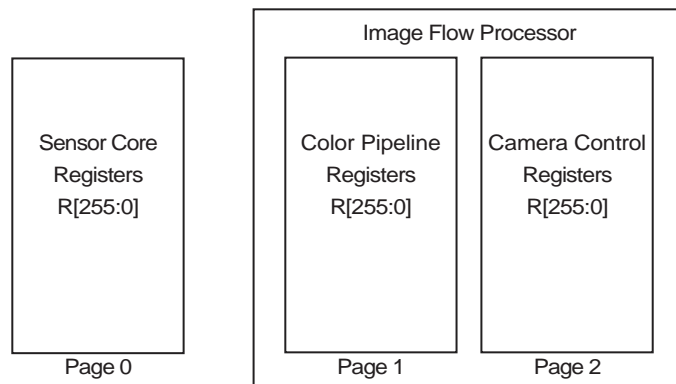 Image Flow Processor
Sensor Core
Registers
R[255:0]
Page 0
Color Pipeline
Registers
R[255:0]
Page 1
Camera Control
Registers
R[255:0]
Page 2